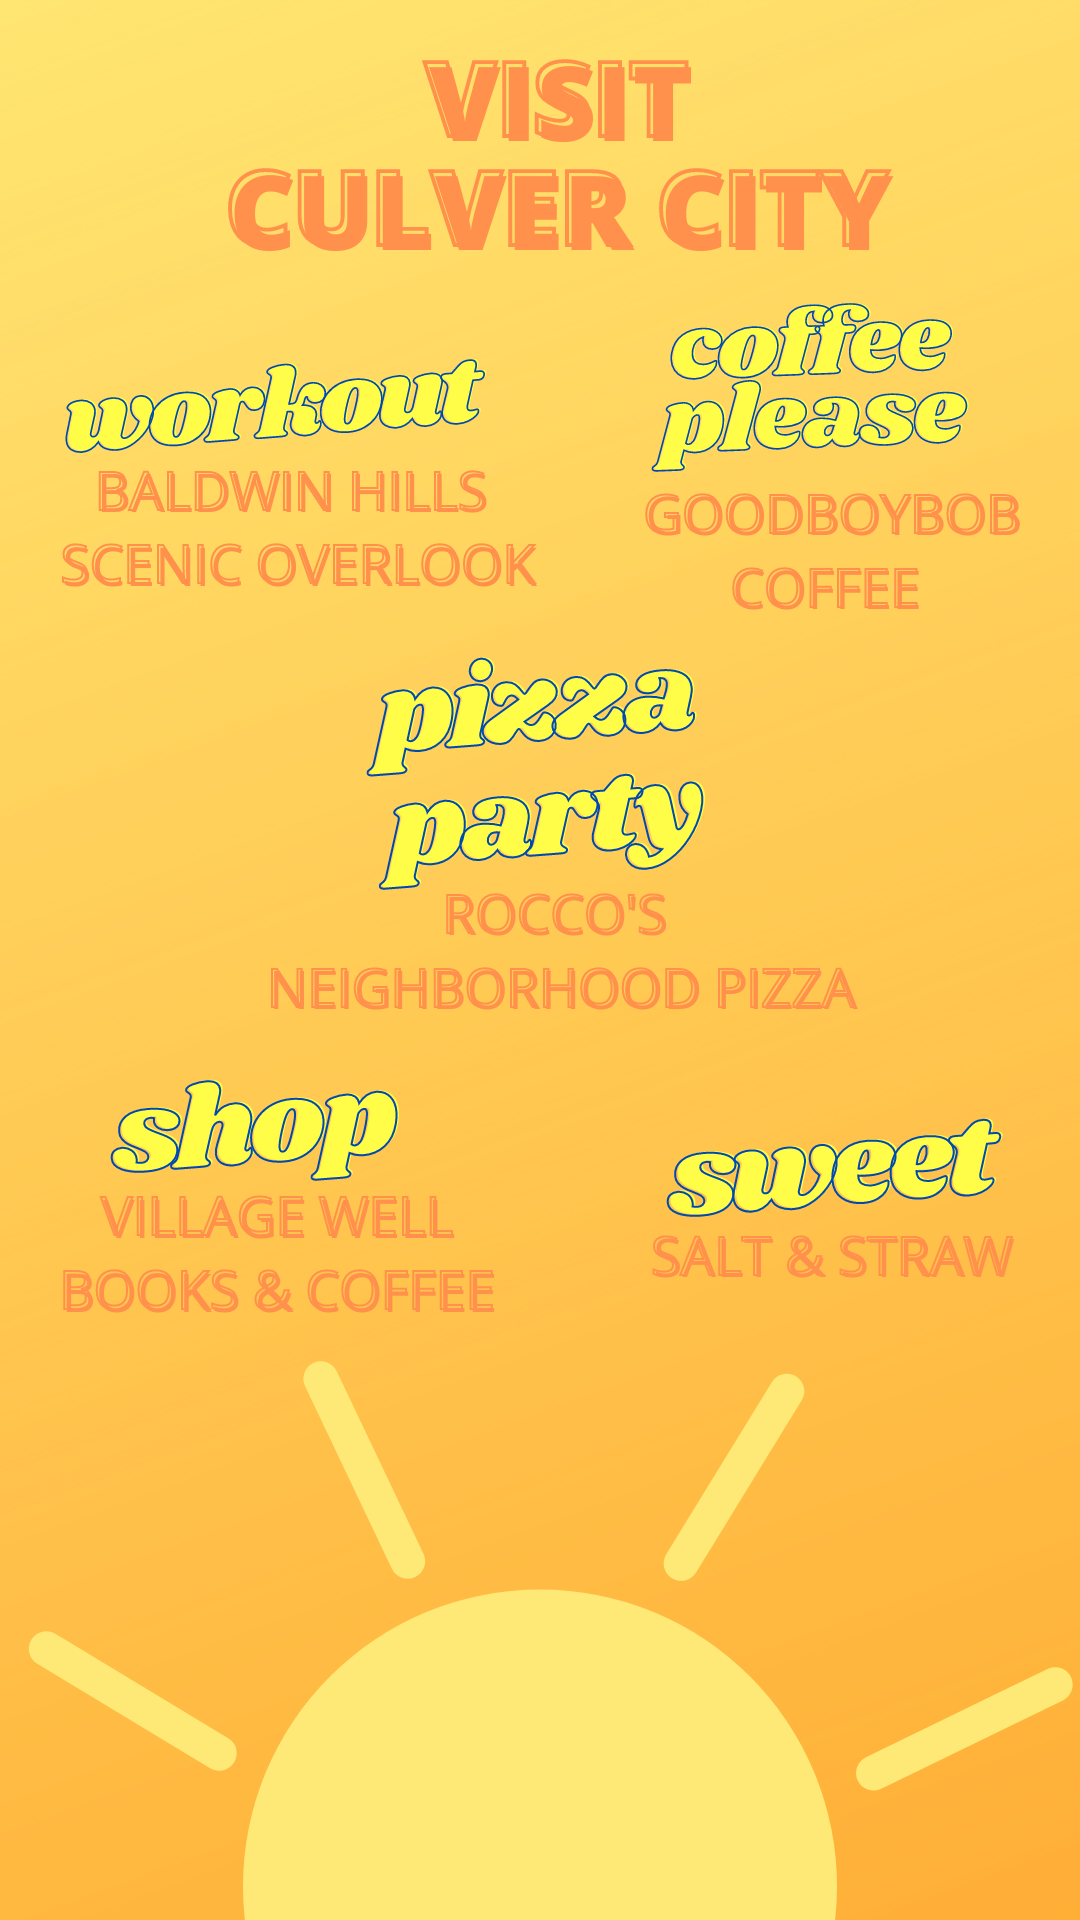 VISIT
CULVER CITY
workout
BALDWIN HILLS
SCENIC OVERLOOK
coffee
please
GOODBOYBOB
COFFEE
pizza
party
ROCCO'S
NEIGHBORHOOD PIZZA
shop
VILLAGE WELL
BOOKS & COFFEE
sweet
SALT & STRAW